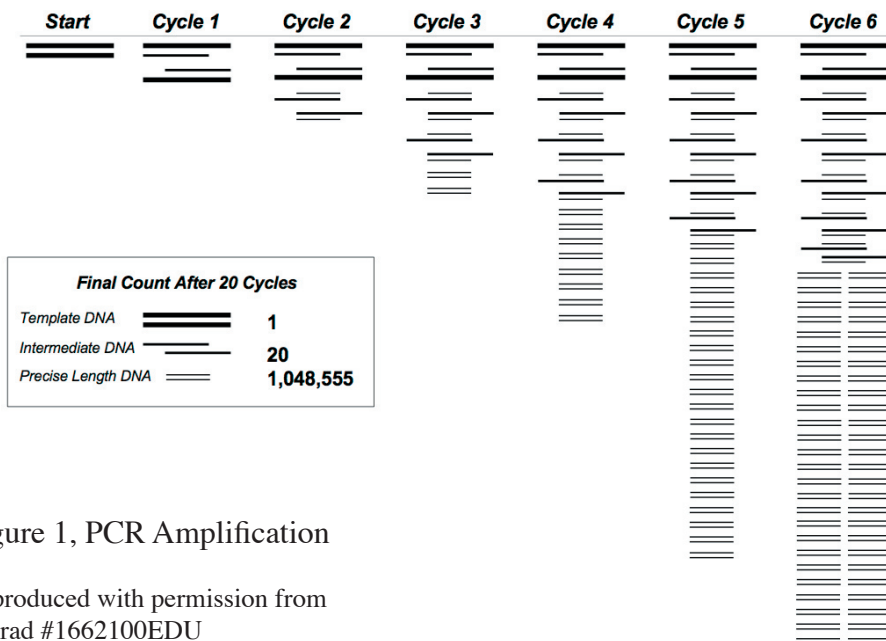 Start Cycle 1 Cycle 2 Cycle 3 Cycle 4 Cycle 5 Cycle 6
Final Count After 20 Cycles
Template DNA 1
Intermediate DNA 20
Precise Length DNA 1,048,555
gure 1, PCR Amplification
produced with permission from
rad #1662100EDU